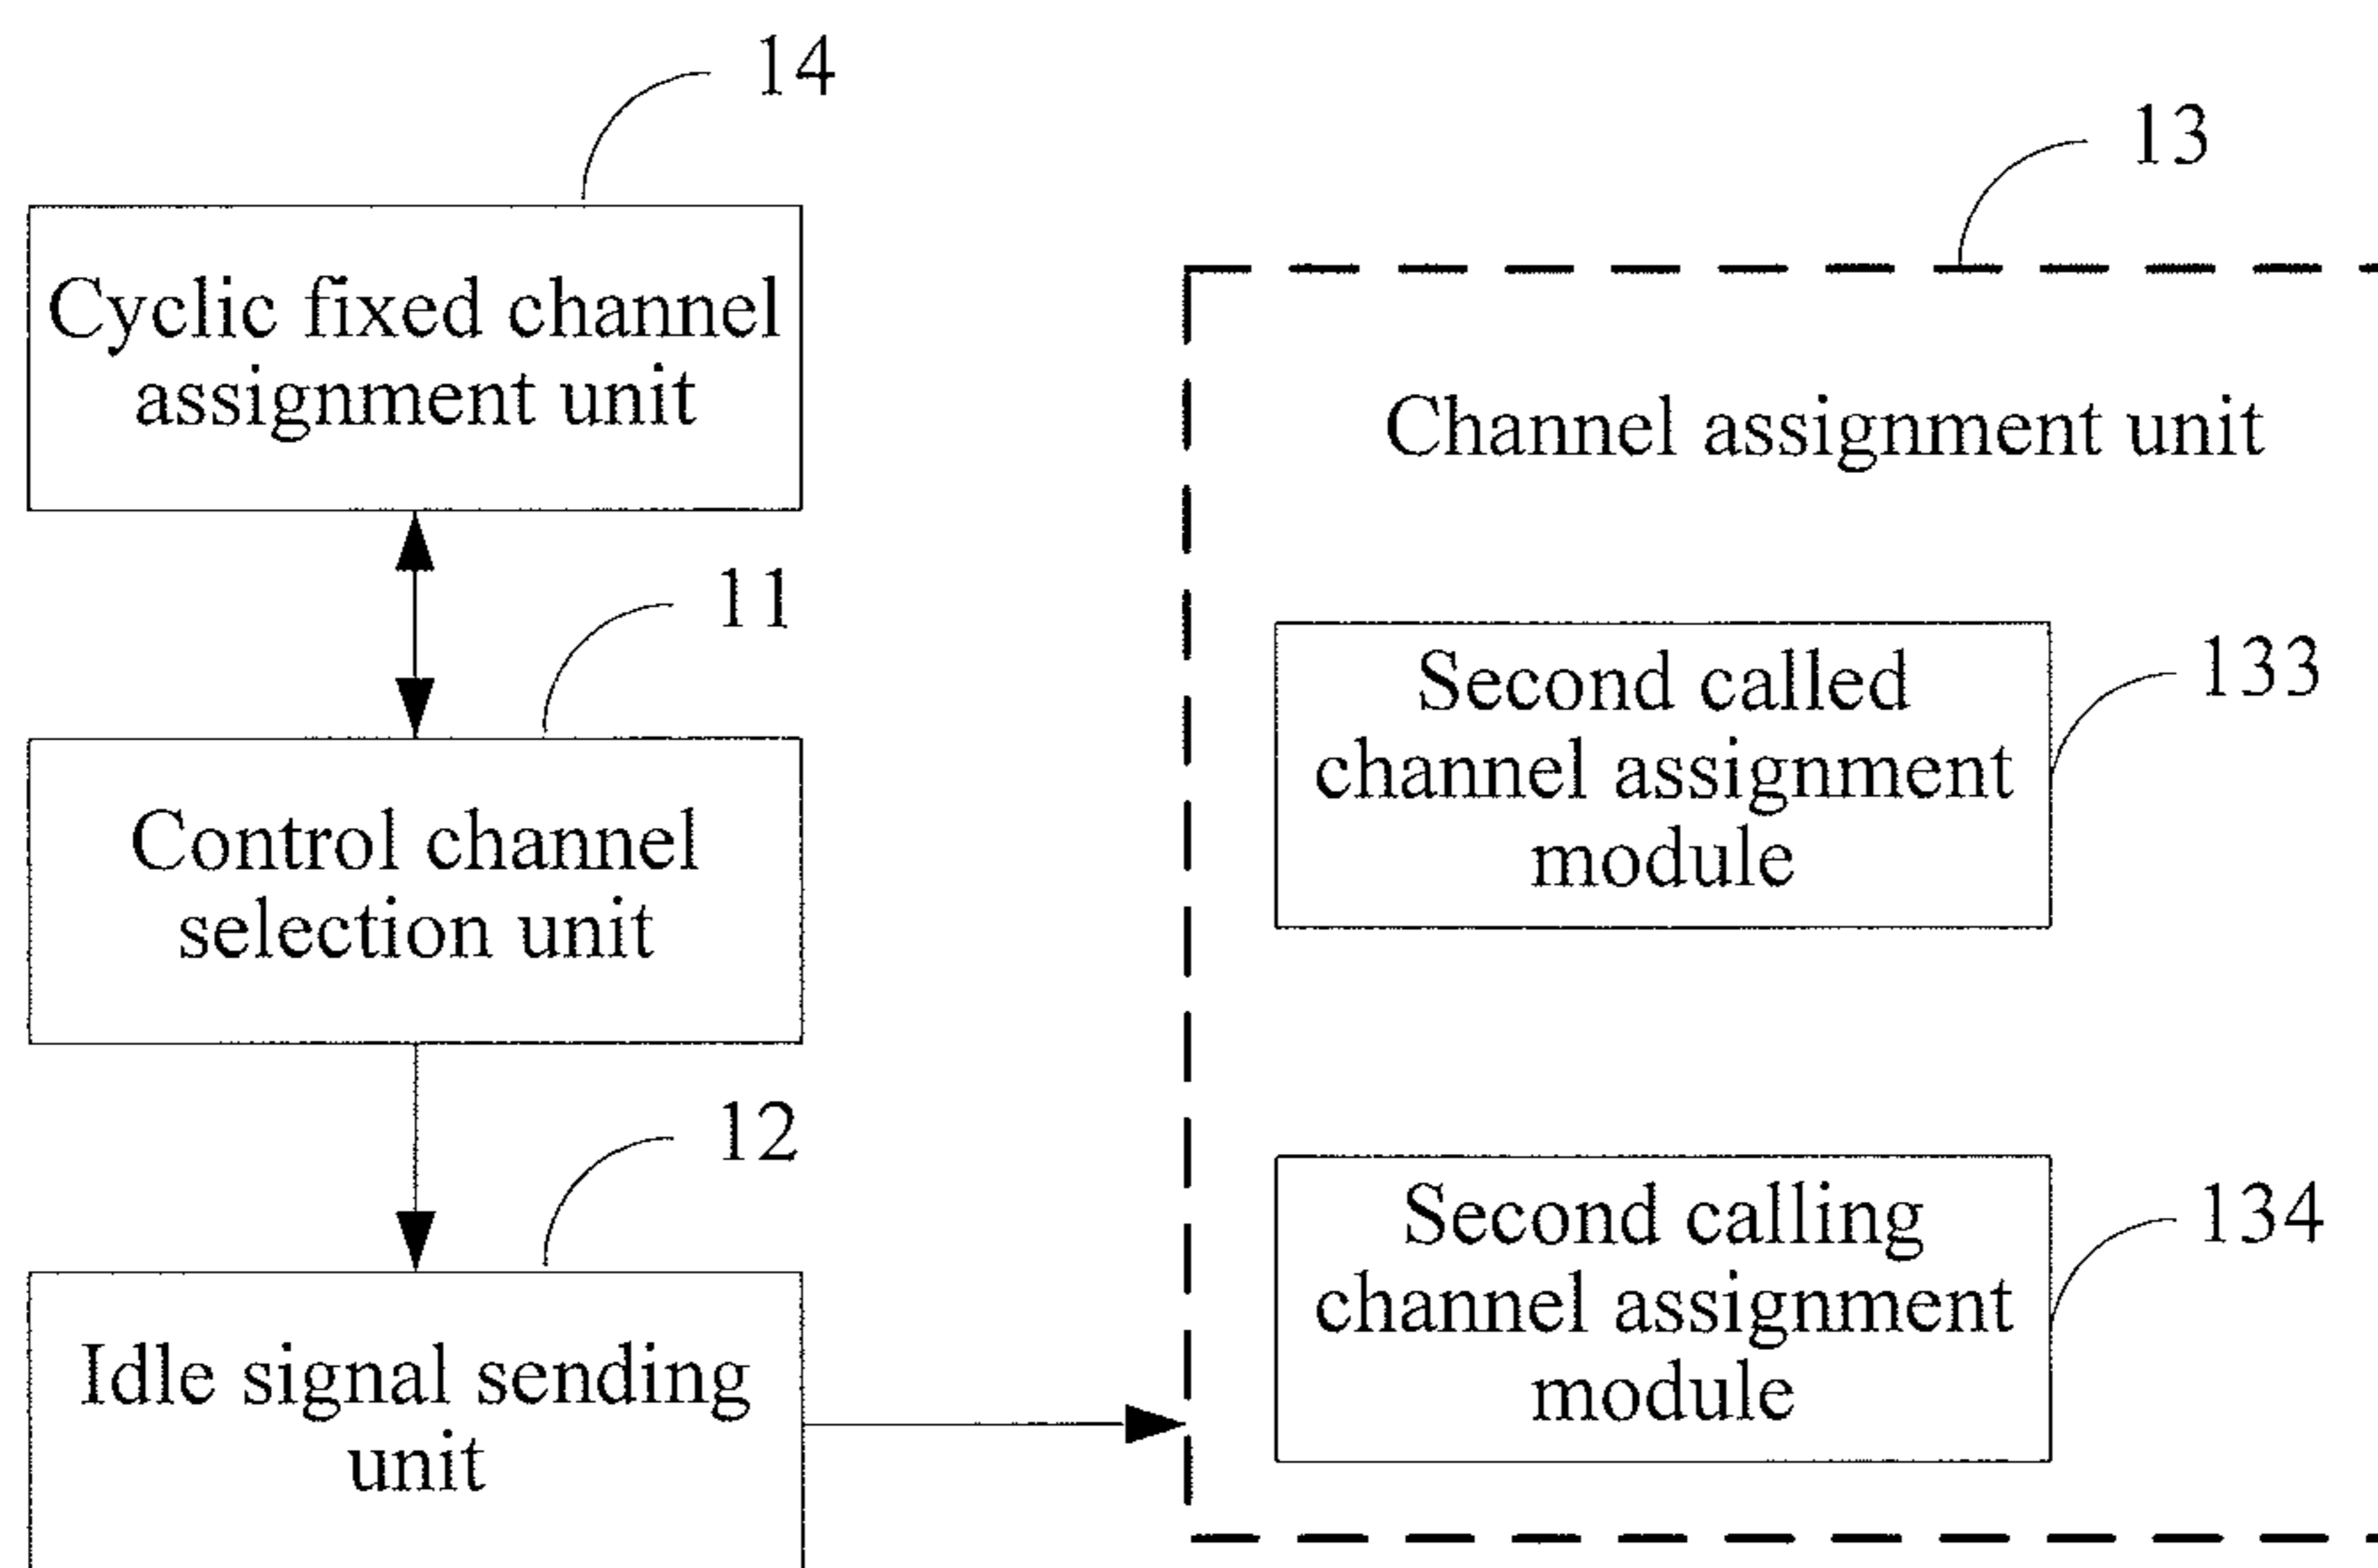 14
Cyclic fixed channel
assignment unit
11
Control channel
selection unit
12
Idle signal sending
unit
13
Channel assignment unit
Second called
channel assignment
module
133
Second calling
channel assignment
module
134